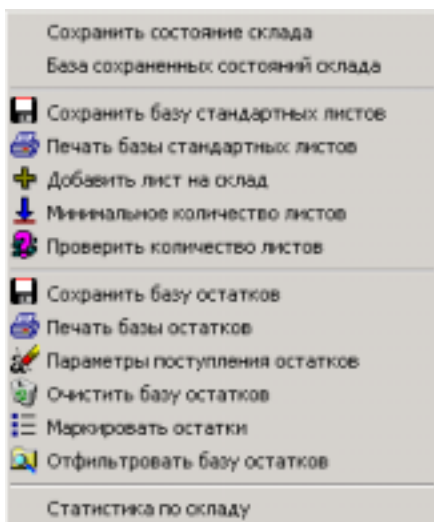 Сохранить состояние склада
База сохраненных состояний склада
Сохранить базу стандартных листов
Печать базы стандартных листов
Добавить лист на склад
Минимальное количество листов
Проверить количество листов
Сохранить базу остатков
Печать базы остатков
Параметры поступления остатков
Очистить базу остатков
Маркировать остатки
Отфильтровать базу остатков
Статистика по складу